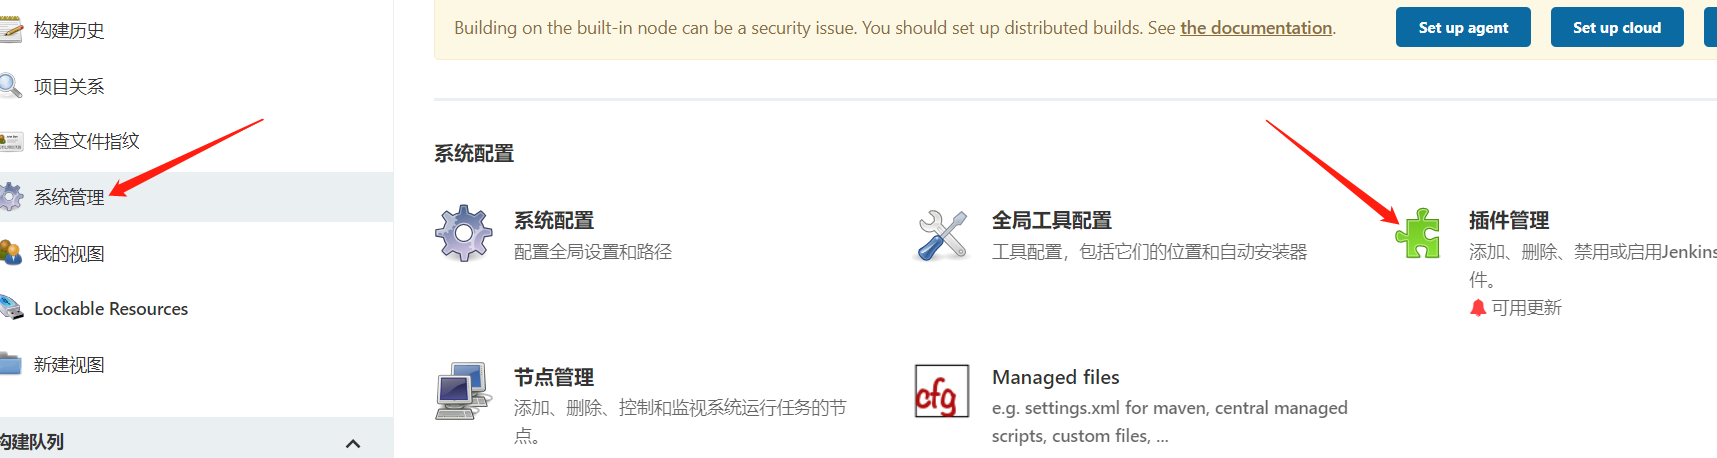 构建历史
项目关系
检查文件指纹
系统管理
我的视图
Lockable Resources
新建视图
构建队列
Building on the built-in node can be a security issue. You should set up distributed builds. See the documentation.
Set up agent
Set up cloud
系统配置
系统配置
配置全局设置和路径
全局工具配置
工具配置，包括它们的位置和自动安装器
插件管理
添加、删除、禁用或启用Jenkins
件。
可用更新
节点管理
添加、删除、控制和监视系统运行任务的节
点。
cfg
Managed files
e.g. settings.xml for maven, central managed
scripts, custom files, ...